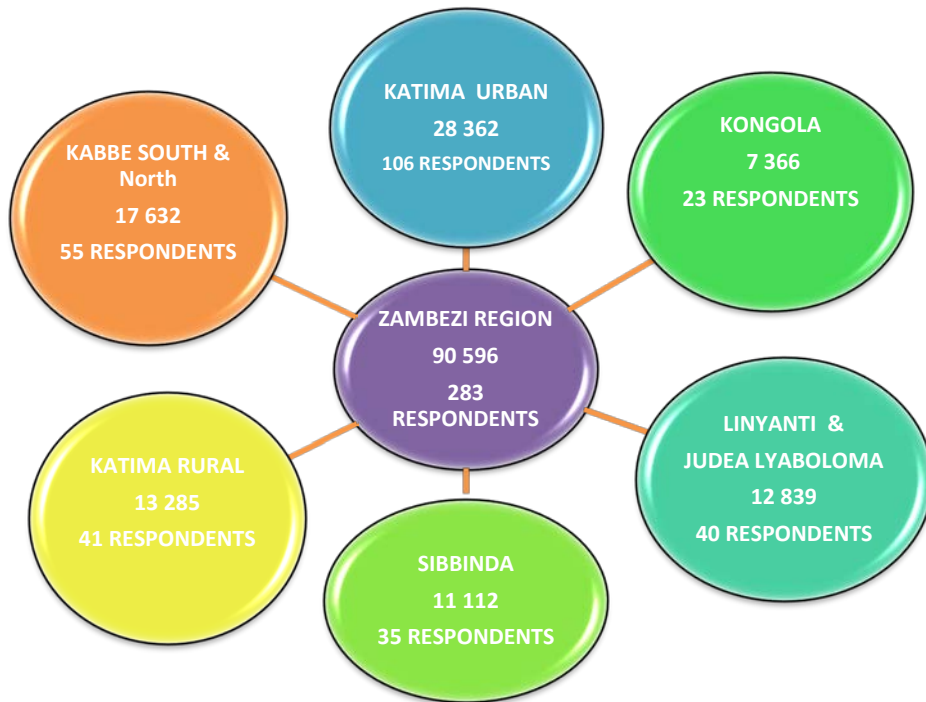 KATIMA URBAN
28 362
106 RESPONDENTS
KONGOLA
7 366
23 RESPONDENTS
KABBE SOUTH &
North
17 632
55 RESPONDENTS
ZAMBEZI REGION
90 596
283
RESPONDENTS
LINYANTI &
JUDEA LYABOLOMA
12 839
40 RESPONDENTS
KATIMA RURAL
13 285
41 RESPONDENTS
SIBBINDA
11 112
35 RESPONDENTS